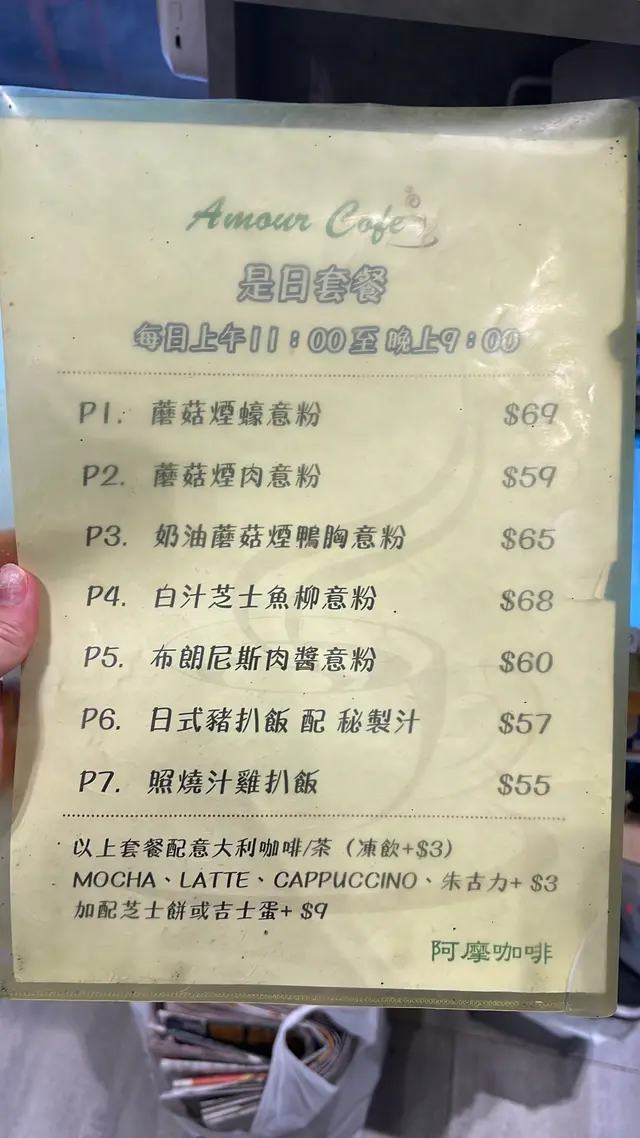 Amour Cafe
是日套餐
每日上午11：00至 晚上9：00
P1. 蘑菇煙蠔意粉 $69
P2. 蘑菇煙肉意粉 $59
P3. 奶油蘑菇煙鴨胸意粉 $65
P4. 白汁芝士魚柳意粉 $68
P5. 布朗尼斯肉醬意粉 $60
P6. 日式豬扒飯 配 秘製汁 $57
P7. 照燒汁雞扒飯 $55
以上套餐配意大利咖啡/茶（凍飲+$3）
MOCHA、LATTE、CAPPUCCINO、朱古力+ $3
加配芝士餅或吉士蛋+ $9
阿摩咖啡